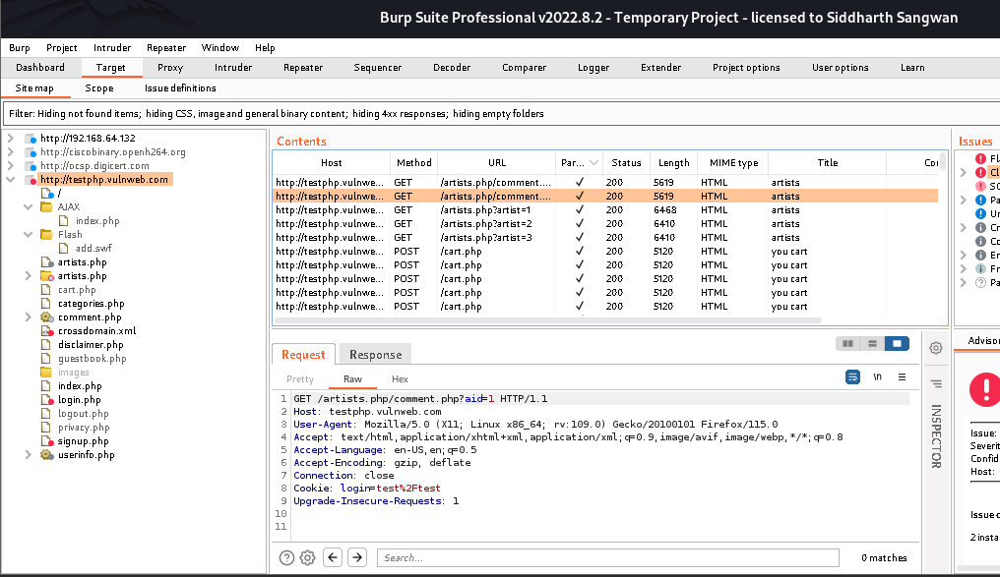 Burp Suite Professional v2022.8.2 - Temporary Project - licensed to Siddharth Sangwan
Burp Project Intruder Repeater Window Help
Dashboard Target Proxy Intruder Repeater Sequencer Decoder Comparer Logger Extender Project options User options Learn
Site map Scope Issue definitions
Filter: Hiding not found items; hiding CSS, image and general binary content; hiding 4xx responses; hiding empty folders
http://192.168.64.132
http://ciscobinary.openh264.org
http://ocsp.digicert.com
http://testphp.vulnweb.com
/
AJAX
index.php
Flash
add.swf
artists.php
artists.php
cart.php
categories.php
comment.php
crossdomain.xml
disclaimer.php
guestbook.php
images
index.php
login.php
logout.php
privacy.php
signup.php
userinfo.php
Contents
Host Method URL Par... Status Length MIME type Title Co
http://testphp.vulnwe... GET /artists.php/comment.... ✓ 200 5619 HTML artists
http://testphp.vulnwe... GET /artists.php/comment.... ✓ 200 5619 HTML artists
http://testphp.vulnwe... GET /artists.php?artist=1 ✓ 200 6468 HTML artists
http://testphp.vulnwe... GET /artists.php?artist=2 ✓ 200 6410 HTML artists
http://testphp.vulnwe... GET /artists.php?artist=3 ✓ 200 6410 HTML artists
http://testphp.vulnwe... POST /cart.php ✓ 200 5120 HTML you cart
http://testphp.vulnwe... POST /cart.php ✓ 200 5120 HTML you cart
http://testphp.vulnwe... POST /cart.php ✓ 200 5120 HTML you cart
http://testphp.vulnwe... POST /cart.php ✓ 200 5120 HTML you cart
http://testphp.vulnwe... POST /cart.php ✓ 200 5120 HTML you cart
Request Response
Pretty Raw Hex \n
1 GET /artists.php/comment.php?aid=1 HTTP/1.1
2 Host: testphp.vulnweb.com
3 User-Agent: Mozilla/5.0 (X11; Linux x86_64; rv:109.0) Gecko/20100101 Firefox/115.0
4 Accept: text/html,application/xhtml+xml,application/xml;q=0.9,image/avif,image/webp,*/*;q=0.8
5 Accept-Language: en-US,en;q=0.5
6 Accept-Encoding: gzip, deflate
7 Connection: close
8 Cookie: login=test%2Ftest
9 Upgrade-Insecure-Requests: 1
10
11
Search...
0 matches
INSPECTOR
Issues
Fl
Cl
SQ
Pa
Un
Cr
Co
En
Fr
Pa
Advisor
Issue:
Severit
Confid
Host:
Issue d
2 insta